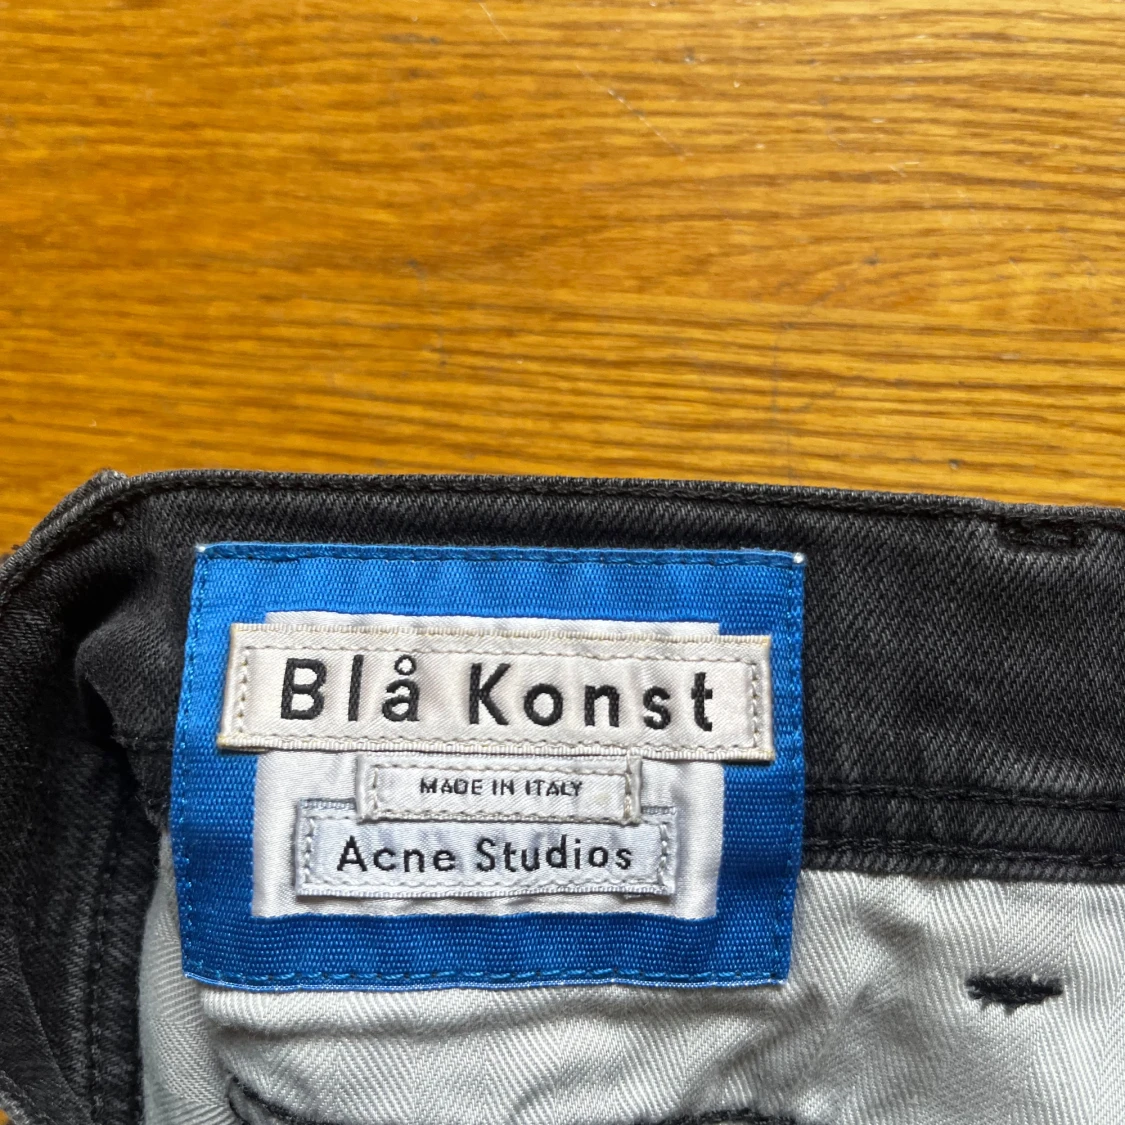 Blå Konst
MADE IN ITALY
Acne Studios